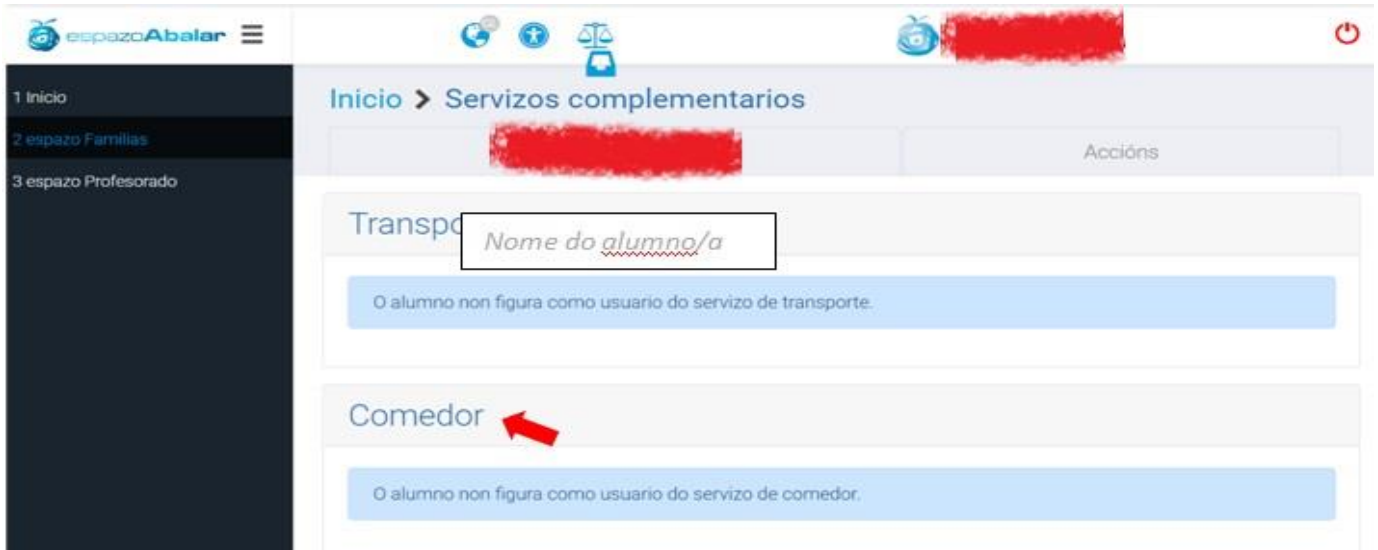 espazoAbalar
1 Inicio
2 espazo Familias
3 espazo Profesorado
Inicio > Servizos complementarios
Accións
Transpo
Nome do alumno/a
O alumno non figura como usuario do servizo de transporte.
Comedor
O alumno non figura como usuario do servizo de comedor.